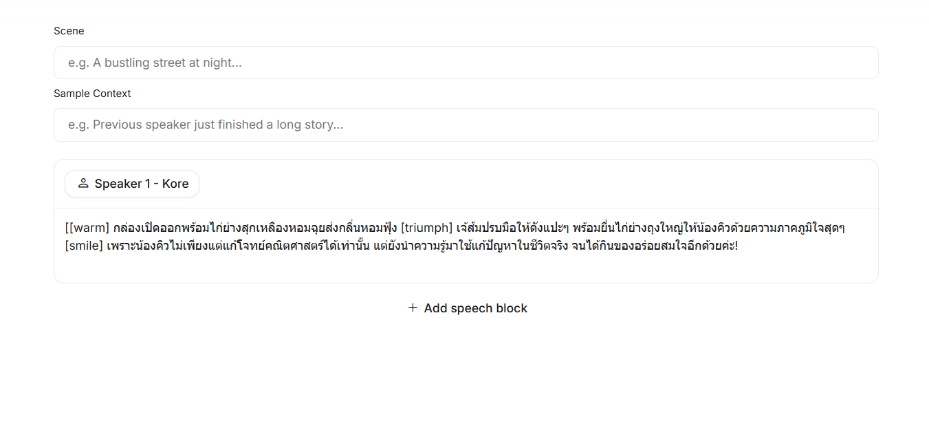 Scene
e.g. A bustling street at night...
Sample Context
e.g. Previous speaker just finished a long story...
Speaker 1 - Kore
[[warm] กล่องเปิดออกพร้อมไก่ย่างสุกเหลืองหอมฉุยส่งกลิ่นหอมฟุ้ง [triumph] เจ้ส้มปรบมือให้ดังแปะๆ พร้อมยื่นไก่ย่างถุงใหญ่ให้น้องคิวด้วยความภาคภูมิใจสุดๆ
[smile] เพราะน้องคิวไม่เพียงแต่แก้โจทย์คณิตศาสตร์ได้เท่านั้น แต่ยังนำความรู้มาใช้แก้ปัญหาในชีวิตจริง จนได้กินของอร่อยสมใจอีกด้วยค่ะ!
+ Add speech block